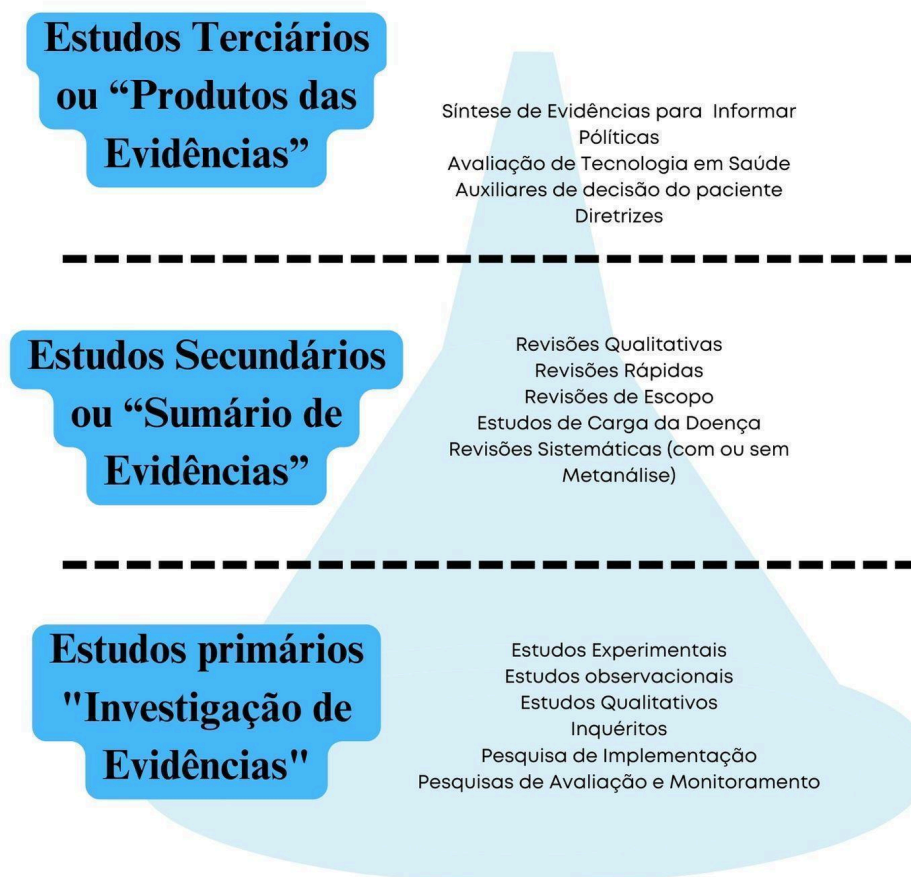 Estudos Terciários
ou “Produtos das
Evidências”
Síntese de Evidências para Informar
Póliticas
Avaliação de Tecnologia em Saúde
Auxiliares de decisão do paciente
Diretrizes
Estudos Secundários
ou “Sumário de
Evidências”
Revisões Qualitativas
Revisões Rápidas
Revisões de Escopo
Estudos de Carga da Doença
Revisões Sistemáticas (com ou sem
Metanálise)
Estudos primários
"Investigação de
Evidências"
Estudos Experimentais
Estudos observacionais
Estudos Qualitativos
Inquéritos
Pesquisa de Implementação
Pesquisas de Avaliação e Monitoramento